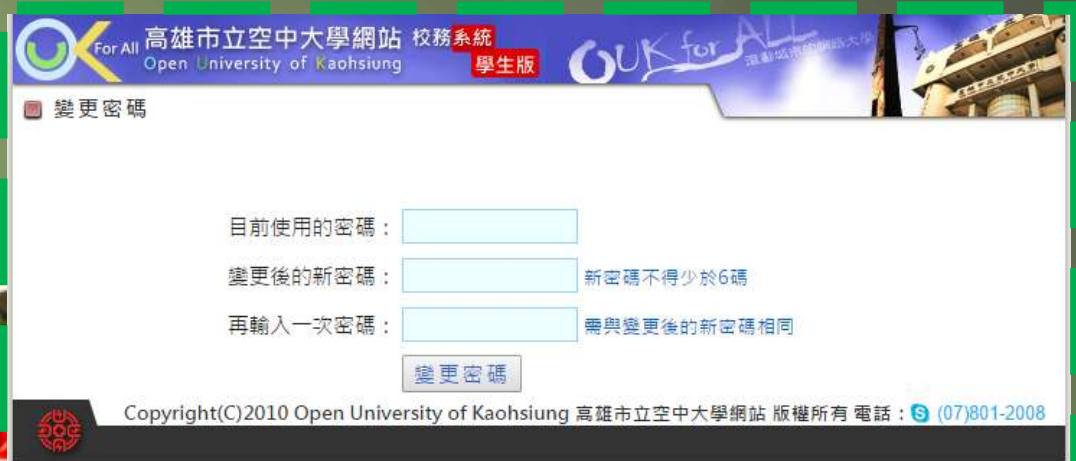 For All 高雄市立空中大學網站 校務系統
Open University of Kaohsiung 學生版
OUK for ALL
變更密碼
目前使用的密碼：
變更後的新密碼： 新密碼不得少於6碼
再輸入一次密碼： 需與變更後的新密碼相同
變更密碼
Copyright(C)2010 Open University of Kaohsiung 高雄市立空中大學網站 版權所有 電話： (07)801-2008